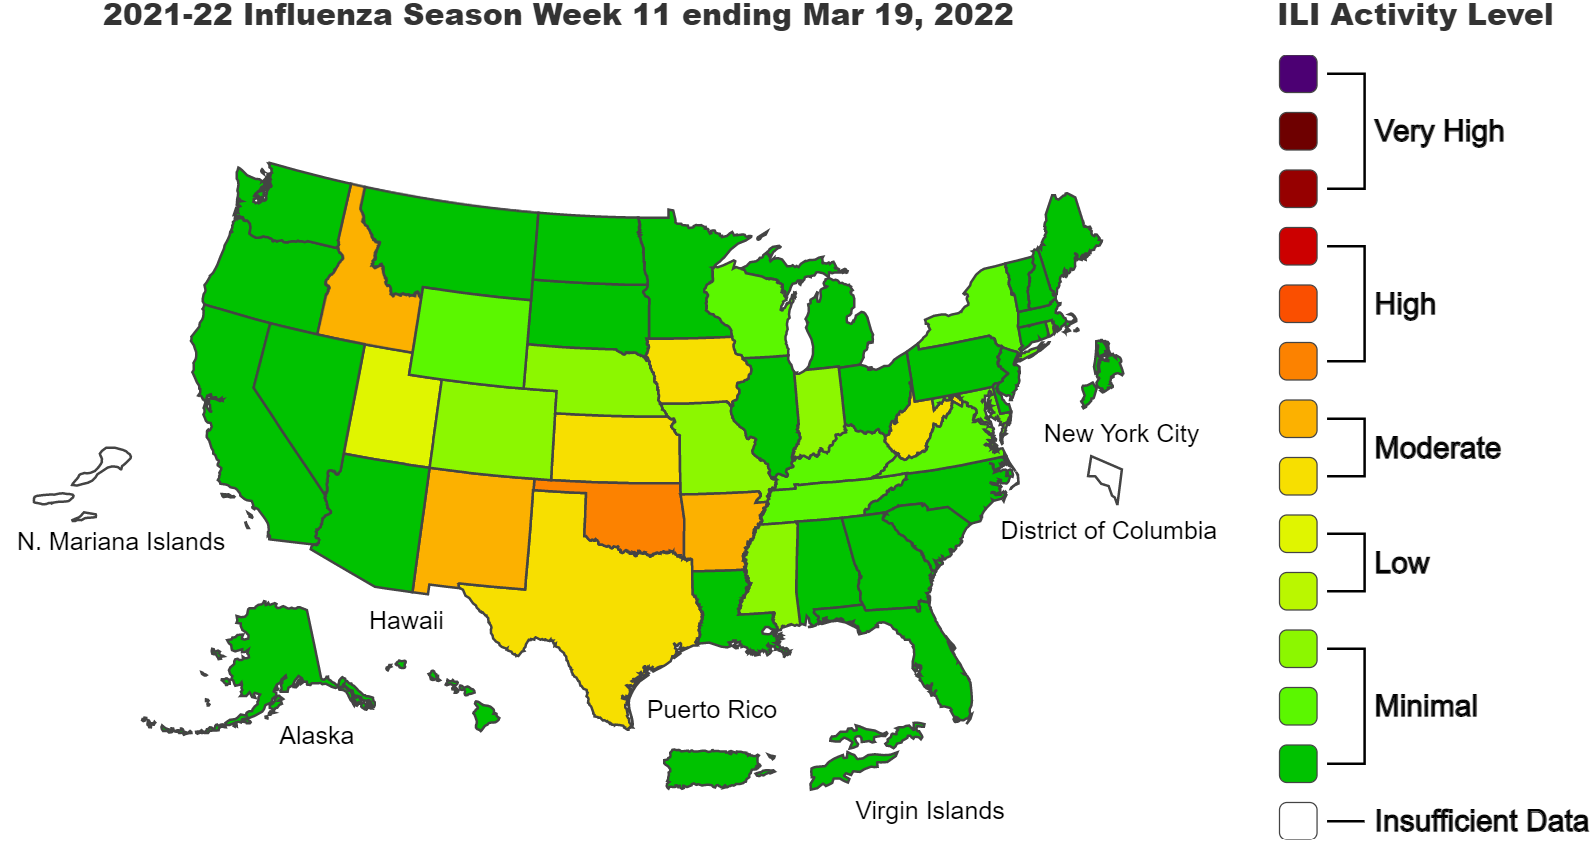 2021-22 Influenza Season Week 11 ending Mar 19, 2022
ILI Activity Level
Very High
High
Moderate
Low
Minimal
Insufficient Data
New York City
District of Columbia
N. Mariana Islands
Hawaii
Alaska
Puerto Rico
Virgin Islands